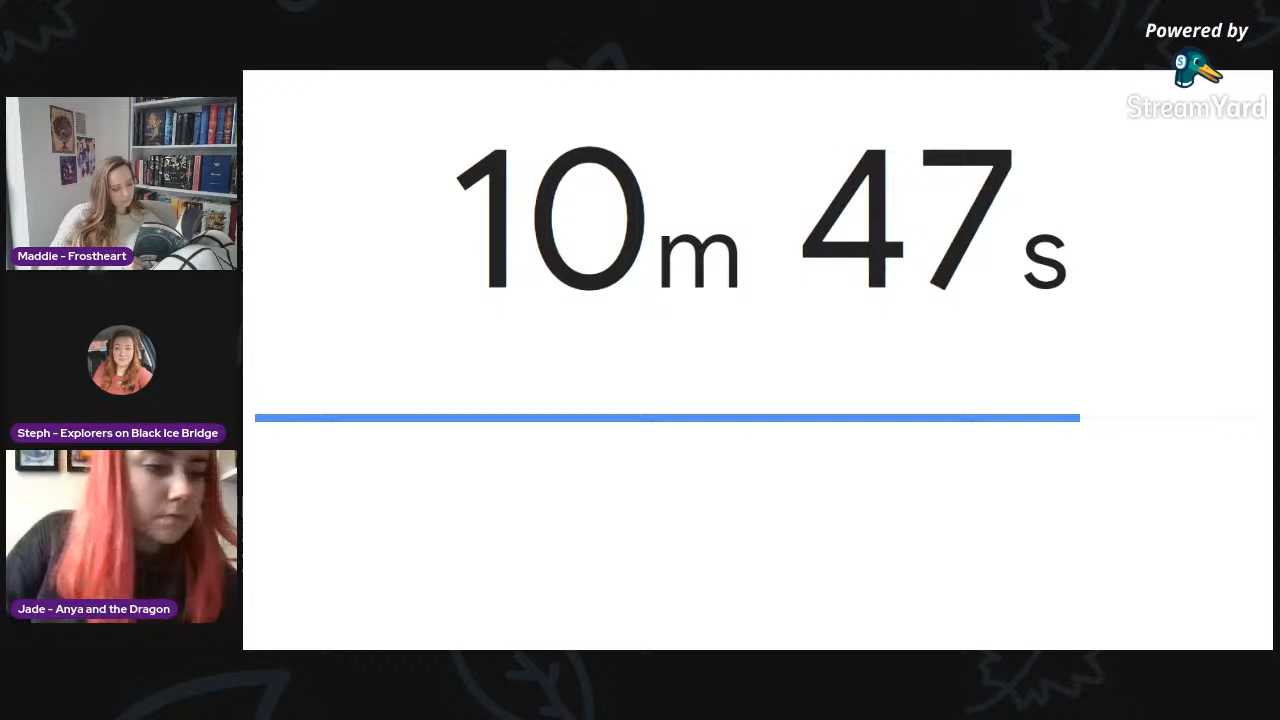 Powered by
StreamYard
10m 47s
Maddie - Frostheart
Steph - Explorers on Black Ice Bridge
Jade - Anya and the Dragon